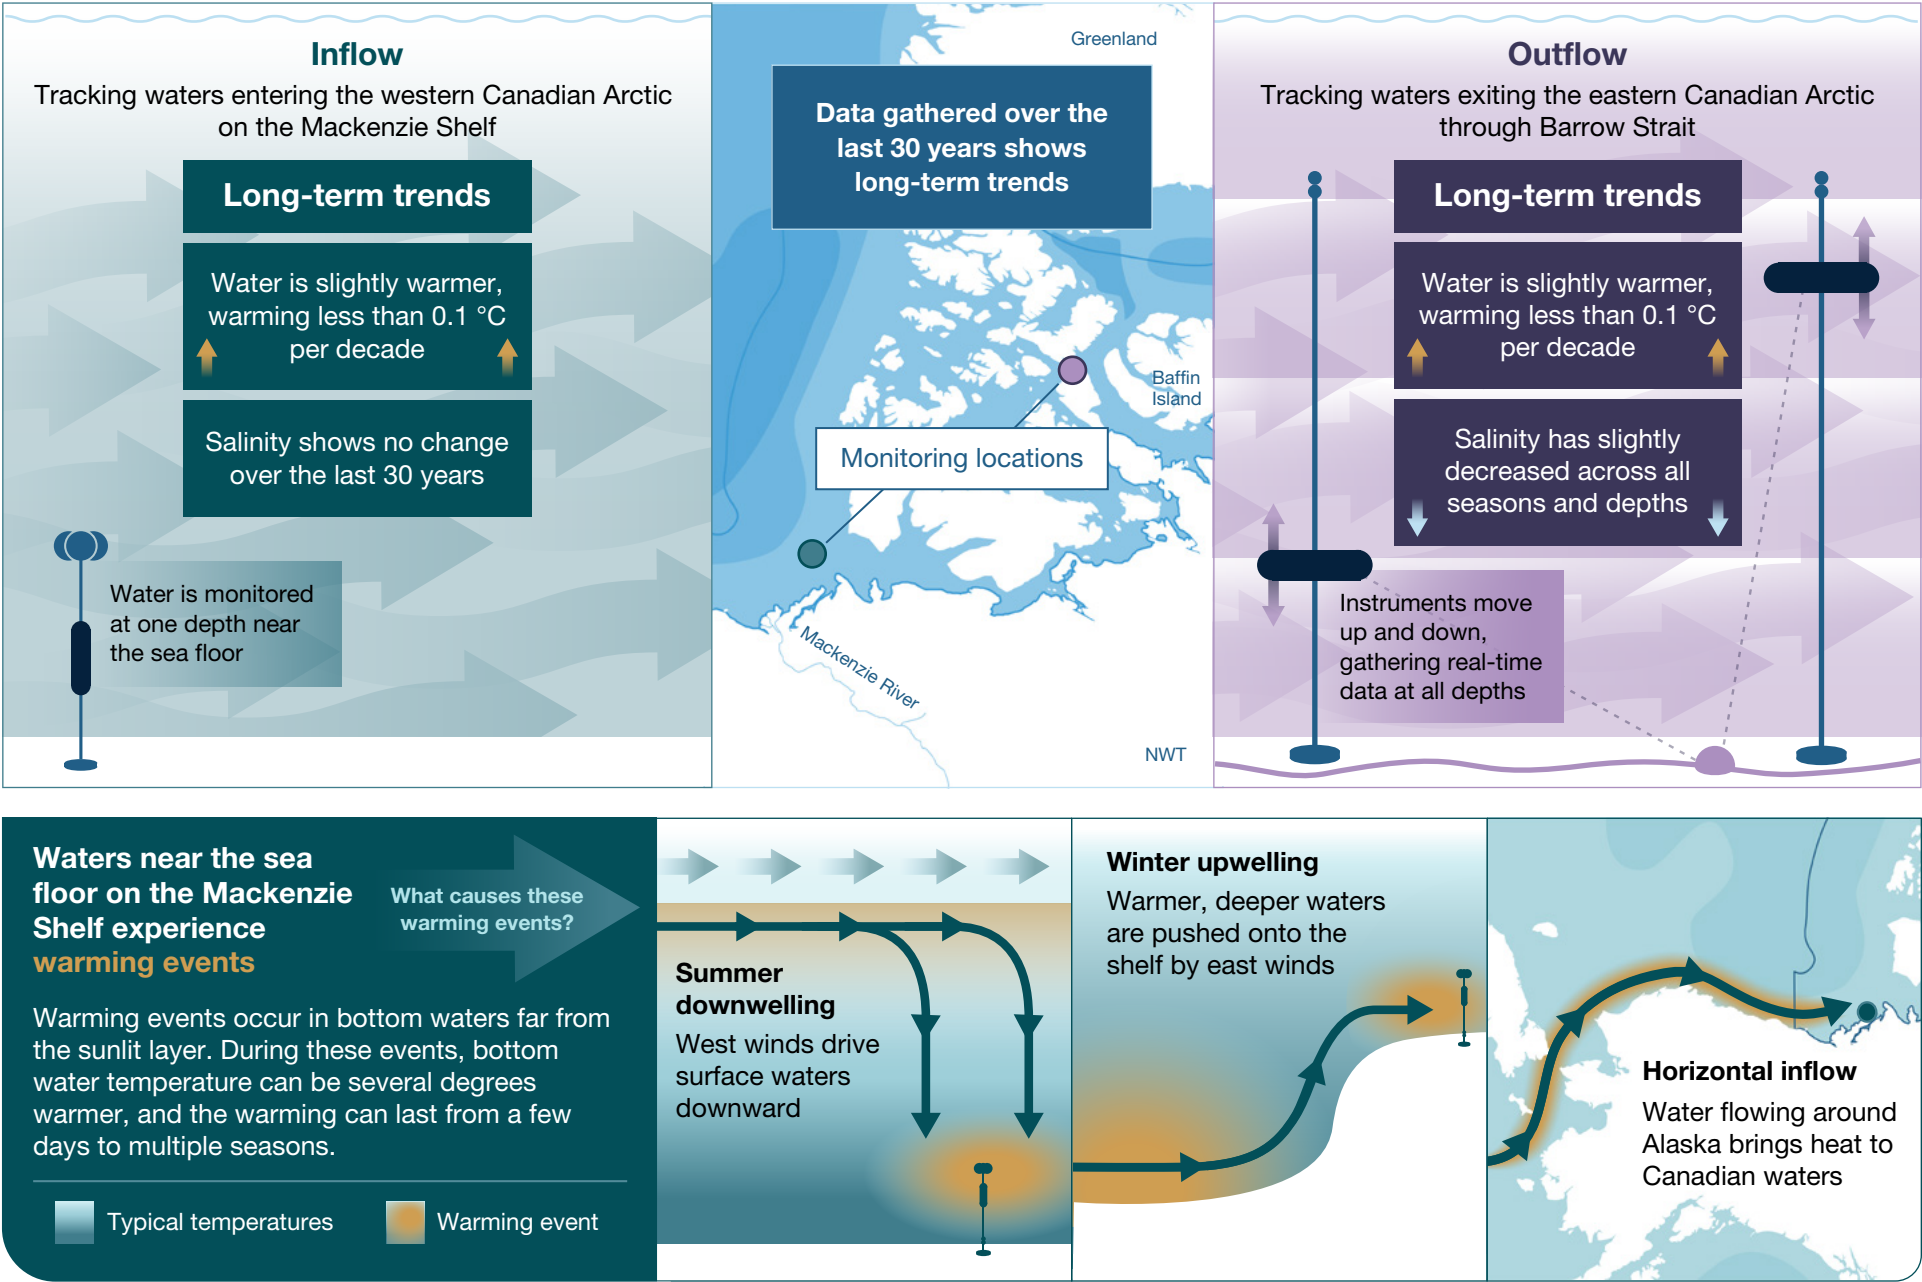 Inflow
Tracking waters entering the western Canadian Arctic
on the Mackenzie Shelf
Long-term trends
Water is slightly warmer,
warming less than 0.1 °C
per decade
Salinity shows no change
over the last 30 years
Water is monitored
at one depth near
the sea floor
Greenland
Data gathered over the
last 30 years shows
long-term trends
Baffin
Island
Monitoring locations
Mackenzie River
NWT
Outflow
Tracking waters exiting the eastern Canadian Arctic
through Barrow Strait
Long-term trends
Water is slightly warmer,
warming less than 0.1 °C
per decade
Salinity has slightly
decreased across all
seasons and depths
Instruments move
up and down,
gathering real-time
data at all depths
Waters near the sea
floor on the Mackenzie
Shelf experience
warming events
What causes these
warming events?
Warming events occur in bottom waters far from
the sunlit layer. During these events, bottom
water temperature can be several degrees
warmer, and the warming can last from a few
days to multiple seasons.
Typical temperatures
Warming event
Summer
downwelling
West winds drive
surface waters
downward
Winter upwelling
Warmer, deeper waters
are pushed onto the
shelf by east winds
Horizontal inflow
Water flowing around
Alaska brings heat to
Canadian waters